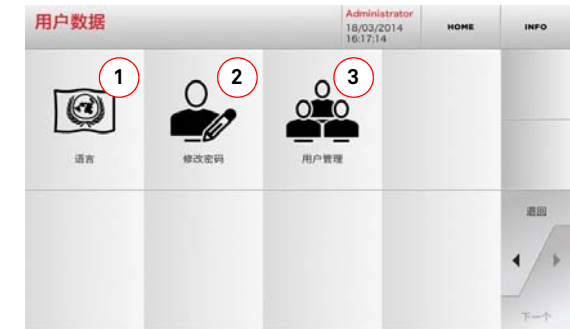 用户数据
Administrator
18/03/2014
16:17:14
HOME
INFO
1
2
3
语言
修改密码
用户管理
退回
下一个